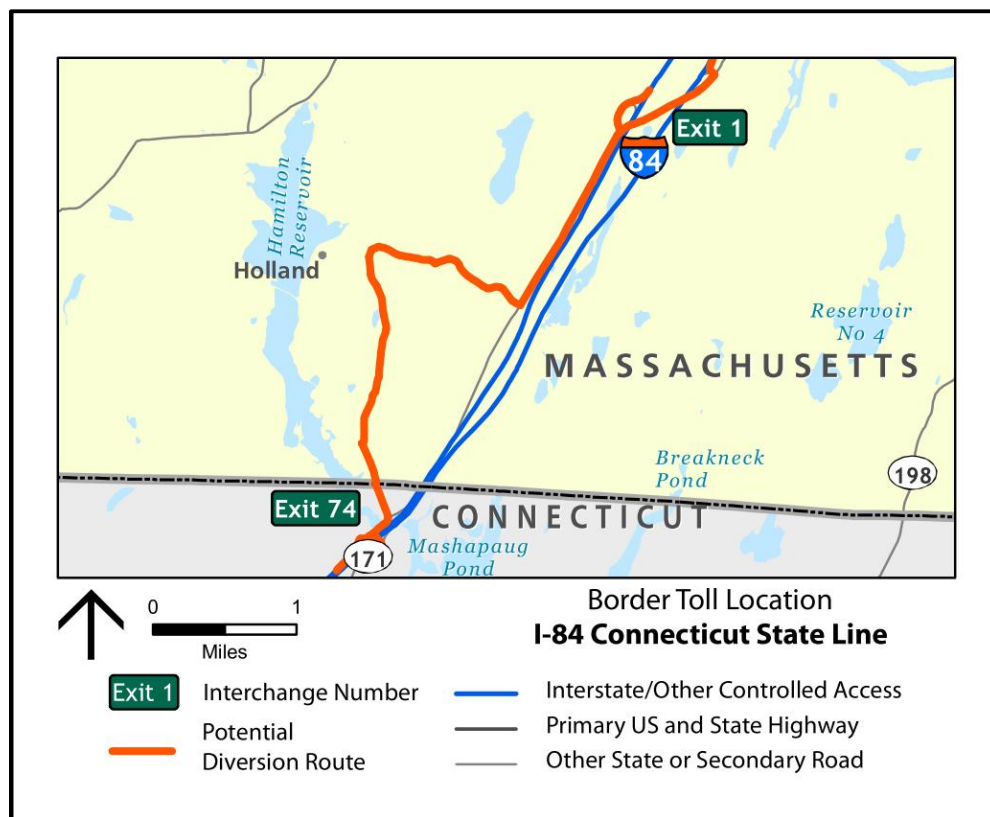 Exit 1
84
Hamilton
Reservoir
Holland
Reservoir
No 4
MASSACHUSETTS
Breakneck
Pond
198
Exit 74
CONNECTICUT
171
Mashapaug
Pond
0 1
Miles
Border Toll Location
I-84 Connecticut State Line
Exit 1 Interchange Number
Potential
Diversion Route
Interstate/Other Controlled Access
Primary US and State Highway
Other State or Secondary Road